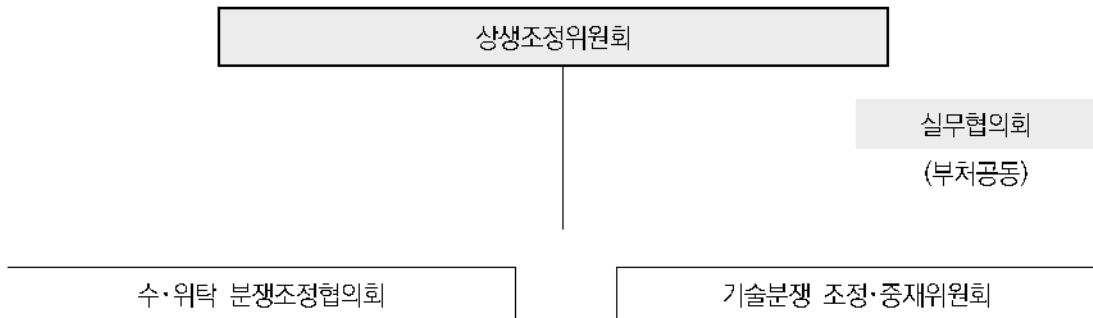 상생조정위원회
실무협의회
(부처공동)
수·위탁 분쟁조정협의회
기술분쟁 조정·중재위원회